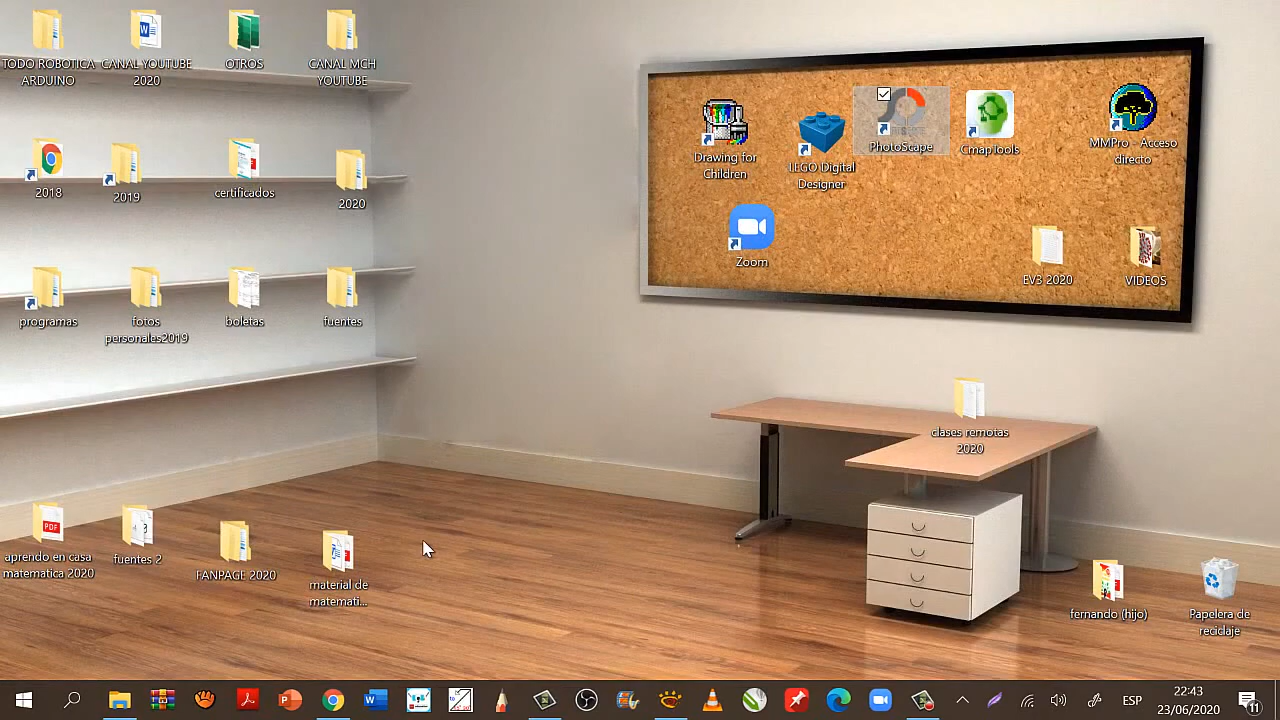 TODO ROBOTICA
ARDUINO
CANAL YOUTUBE
2020
OTROS
CANAL MCH
YOUTUBE
2018
2019
certificados
2020
programas
fotos
personales2019
boletas
fuentes
aprendo en casa
matematica 2020
fuentes 2
FANPAGE 2020
material de
matemati...
Drawing for
Children
LEGO Digital
Designer
PhotoScape
CmapTools
MMPro - Acceso
directo
Zoom
EV3 2020
VIDEOS
clases remotas
2020
fernando (hijo)
Papelera de
reciclaje
ESP
22:43
23/06/2020
11